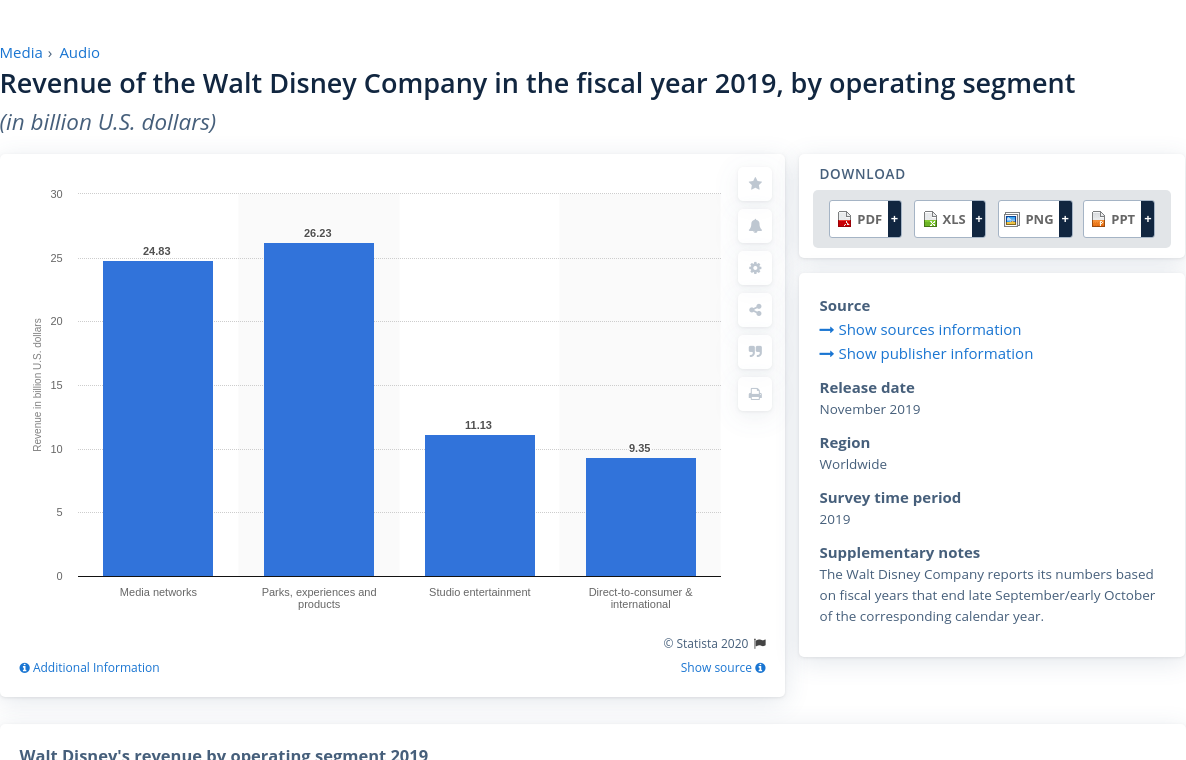 Media › Audio
Revenue of the Walt Disney Company in the fiscal year 2019, by operating segment
(in billion U.S. dollars)
30
25
20
15
10
5
0
Revenue in billion U.S. dollars
24.83
26.23
11.13
9.35
Media networks
Parks, experiences and
products
Studio entertainment
Direct-to-consumer &
international
© Statista 2020
Additional Information
Show source
DOWNLOAD
PDF + XLS + PNG + PPT +
Source
Show sources information
Show publisher information
Release date
November 2019
Region
Worldwide
Survey time period
2019
Supplementary notes
The Walt Disney Company reports its numbers based
on fiscal years that end late September/early October
of the corresponding calendar year.
Walt Disney's revenue by operating segment 2019